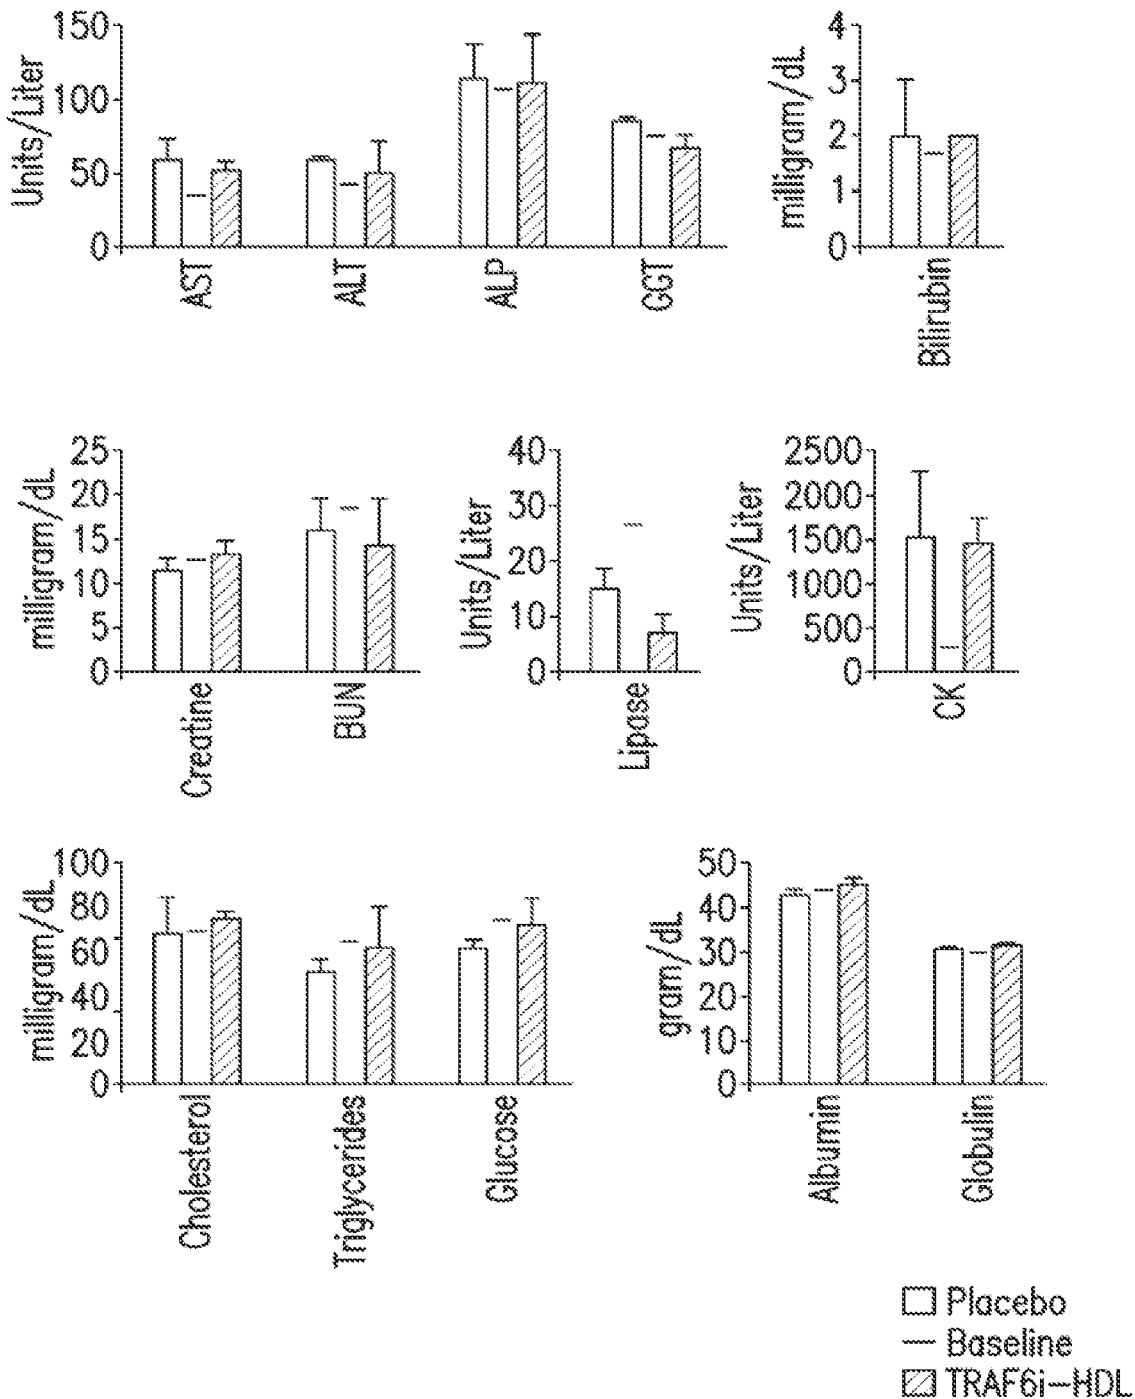 Units/Liter
150
100
50
0
AST
ALT
ALP
GGT
milligram/dL
4
3
2
1
0
Bilirubin
milligram/dL
25
20
15
10
5
0
Creatine
BUN
Units/Liter
40
30
20
10
0
Lipase
Units/Liter
2500
2000
1500
1000
500
0
CK
milligram/dL
100
80
60
40
20
0
Cholesterol
Triglycerides
Glucose
gram/dL
50
40
30
20
10
0
Albumin
Globulin
Placebo
Baseline
TRAF6i-HDL